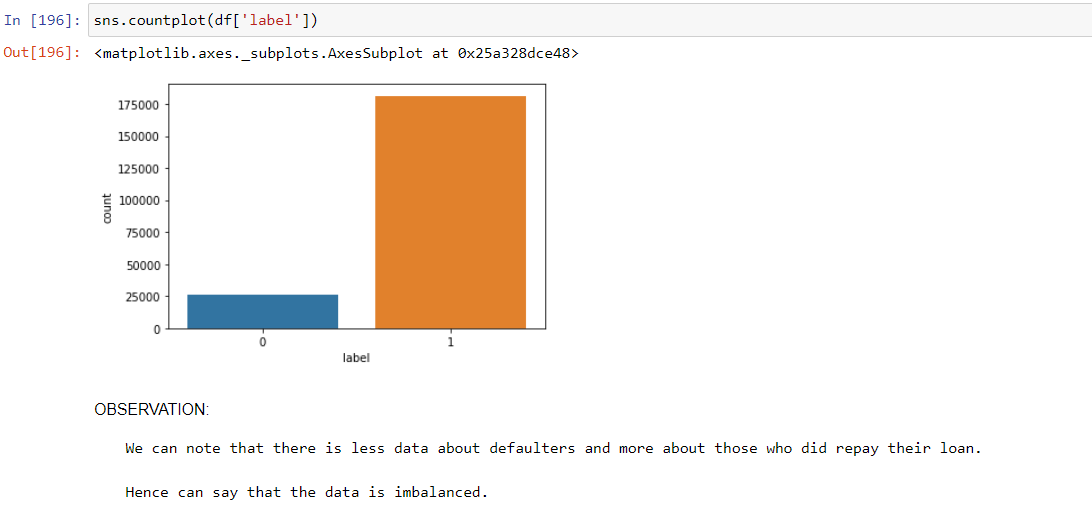 In [196]: sns.countplot(df['label'])
Out[196]: <matplotlib.axes._subplots.AxesSubplot at 0x25a328dce48>
175000
150000
125000
100000
75000
50000
25000
0
count
0 1
label
OBSERVATION:
We can note that there is less data about defaulters and more about those who did repay their loan.
Hence can say that the data is imbalanced.